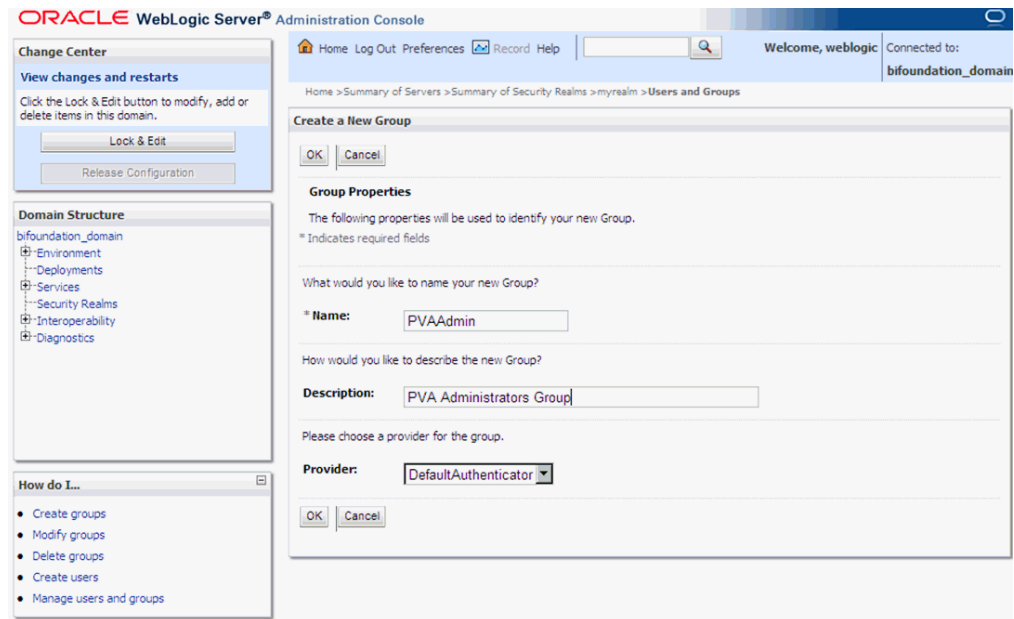 ORACLE WebLogic Server® Administration Console
Change Center
View changes and restarts
Click the Lock & Edit button to modify, add or
delete items in this domain.
Lock & Edit
Release Configuration
Domain Structure
bifoundation_domain
Environment
Deployments
Services
Security Realms
Interoperability
Diagnostics
How do I...
Create groups
Modify groups
Delete groups
Create users
Manage users and groups
Home Log Out Preferences Record Help
Welcome, weblogic
Connected to:
bifoundation_domain
Home >Summary of Servers >Summary of Security Realms >myrealm >Users and Groups
Create a New Group
OK Cancel
Group Properties
The following properties will be used to identify your new Group.
* Indicates required fields
What would you like to name your new Group?
* Name: PVAAdmin
How would you like to describe the new Group?
Description: PVA Administrators Group
Please choose a provider for the group.
Provider: DefaultAuthenticator
OK Cancel